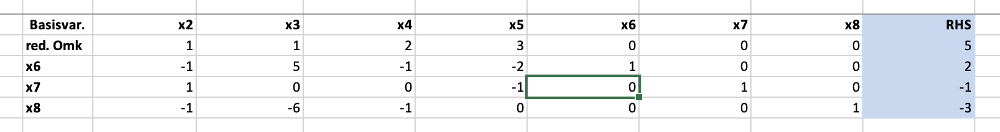 Basisvar. x2 x3 x4 x5 x6 x7 x8 RHS
red. Omk 1 1 2 3 0 0 0 5
x6 -1 5 -1 -2 1 0 0 2
x7 1 0 0 -1 0 1 0 -1
x8 -1 -6 -1 0 0 0 1 -3